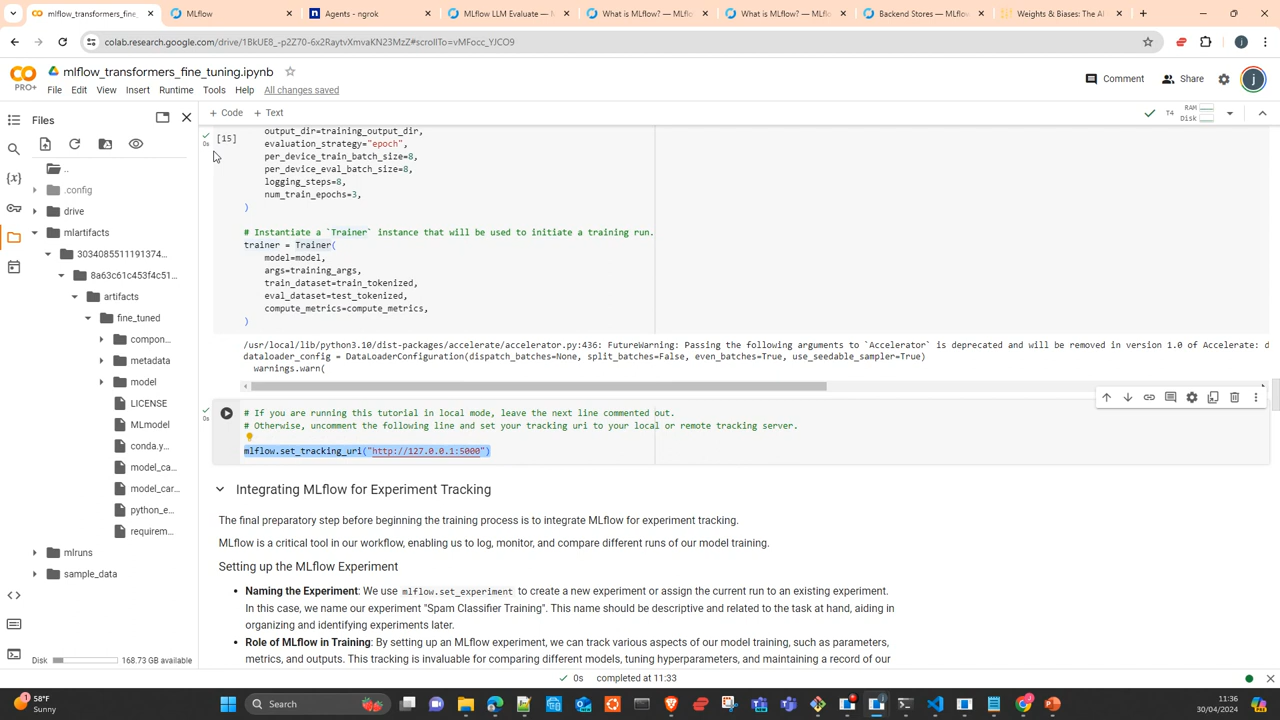 mlflow_transformers_fine_tuning
MLflow
Agents - ngrok
MLflow LLM Evaluate —
What is MLflow? — ML
What is MLflow? — ML
Backend Stores — MLflow
Weights & Biases: The AI
colab.research.google.com/drive/1BkUE8_-p2Z70-6x2RaytvXmvaKN23MzZ#scrollTo=vMFocc_YJCO9
PRO+
mlflow_transformers_fine_tuning.ipynb
File Edit View Insert Runtime Tools Help All changes saved
Comment
Share
j
Files
+ Code + Text
T4 RAM
Disk
..
.config
drive
mlartifacts
3034085511191374...
8a63c61c453f4c51...
artifacts
fine_tuned
compon...
metadata
model
LICENSE
MLmodel
conda.y...
model_ca...
model_car...
python_e...
requirem...
mlruns
sample_data
Disk 168.73 GB available
[15]
0s
output_dir=training_output_dir,
evaluation_strategy="epoch",
per_device_train_batch_size=8,
per_device_eval_batch_size=8,
logging_steps=8,
num_train_epochs=3,
)
# Instantiate a `Trainer` instance that will be used to initiate a training run.
trainer = Trainer(
model=model,
args=training_args,
train_dataset=train_tokenized,
eval_dataset=test_tokenized,
compute_metrics=compute_metrics,
)
/usr/local/lib/python3.10/dist-packages/accelerate/accelerator.py:436: FutureWarning: Passing the following arguments to `Accelerator` is deprecated and will be removed in version 1.0 of Accelerate: d
dataloader_config = DataLoaderConfiguration(dispatch_batches=None, split_batches=False, even_batches=True, use_seedable_sampler=True)
warnings.warn(
0s
# If you are running this tutorial in local mode, leave the next line commented out.
# Otherwise, uncomment the following line and set your tracking uri to your local or remote tracking server.
mlflow.set_tracking_uri("http://127.0.0.1:5000")
Integrating MLflow for Experiment Tracking
The final preparatory step before beginning the training process is to integrate MLflow for experiment tracking.
MLflow is a critical tool in our workflow, enabling us to log, monitor, and compare different runs of our model training.
Setting up the MLflow Experiment
• Naming the Experiment: We use mlflow.set_experiment to create a new experiment or assign the current run to an existing experiment.
In this case, we name our experiment "Spam Classifier Training". This name should be descriptive and related to the task at hand, aiding in
organizing and identifying experiments later.
• Role of MLflow in Training: By setting up an MLflow experiment, we can track various aspects of our model training, such as parameters,
metrics, and outputs. This tracking is invaluable for comparing different models, tuning hyperparameters, and maintaining a record of our
0s completed at 11:33
58°F
Sunny
Search
11:36
30/04/2024